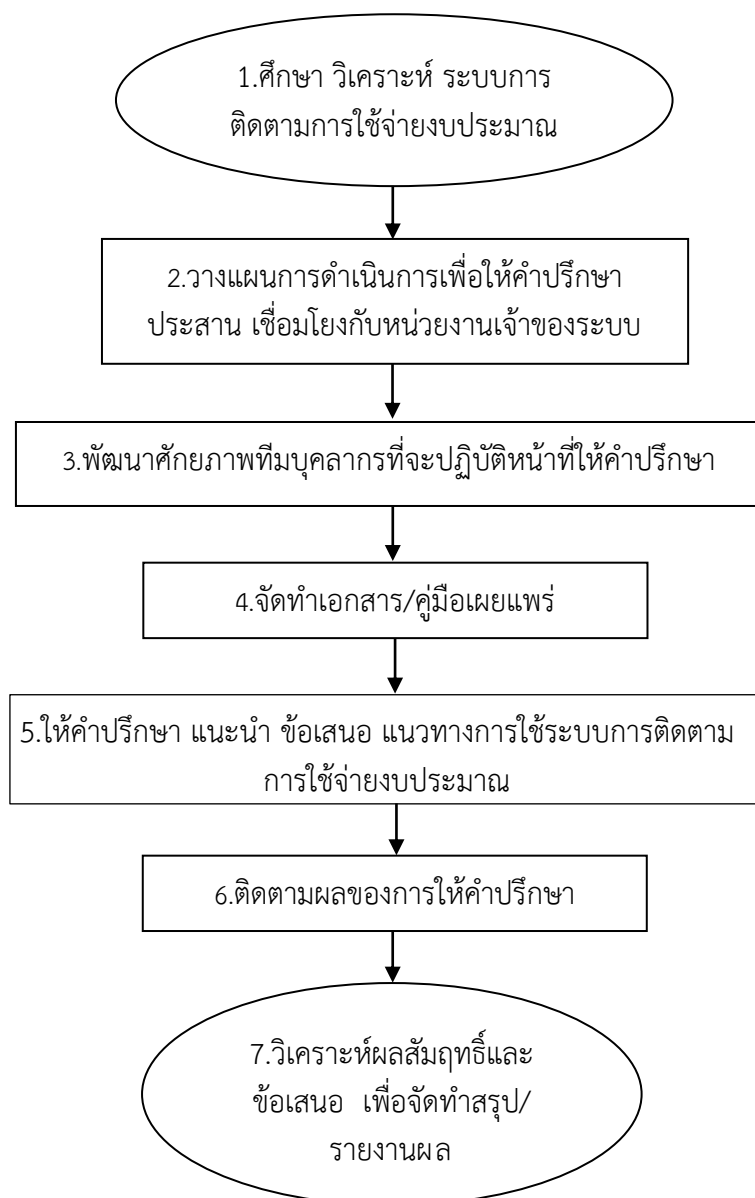 1.ศึกษา วิเคราะห์ ระบบการ
ติดตามการใช้จ่ายงบประมาณ
2.วางแผนการดำเนินการเพื่อให้คำปรึกษา
ประสาน เชื่อมโยงกับหน่วยงานเจ้าของระบบ
3.พัฒนาศักยภาพทีมบุคลากรที่จะปฏิบัติหน้าที่ให้คำปรึกษา
4.จัดทำเอกสาร/คู่มือเผยแพร่
5.ให้คำปรึกษา แนะนำ ข้อเสนอ แนวทางการใช้ระบบการติดตาม
การใช้จ่ายงบประมาณ
6.ติดตามผลของการให้คำปรึกษา
7.วิเคราะห์ผลสัมฤทธิ์และ
ข้อเสนอ เพื่อจัดทำสรุป/
รายงานผล